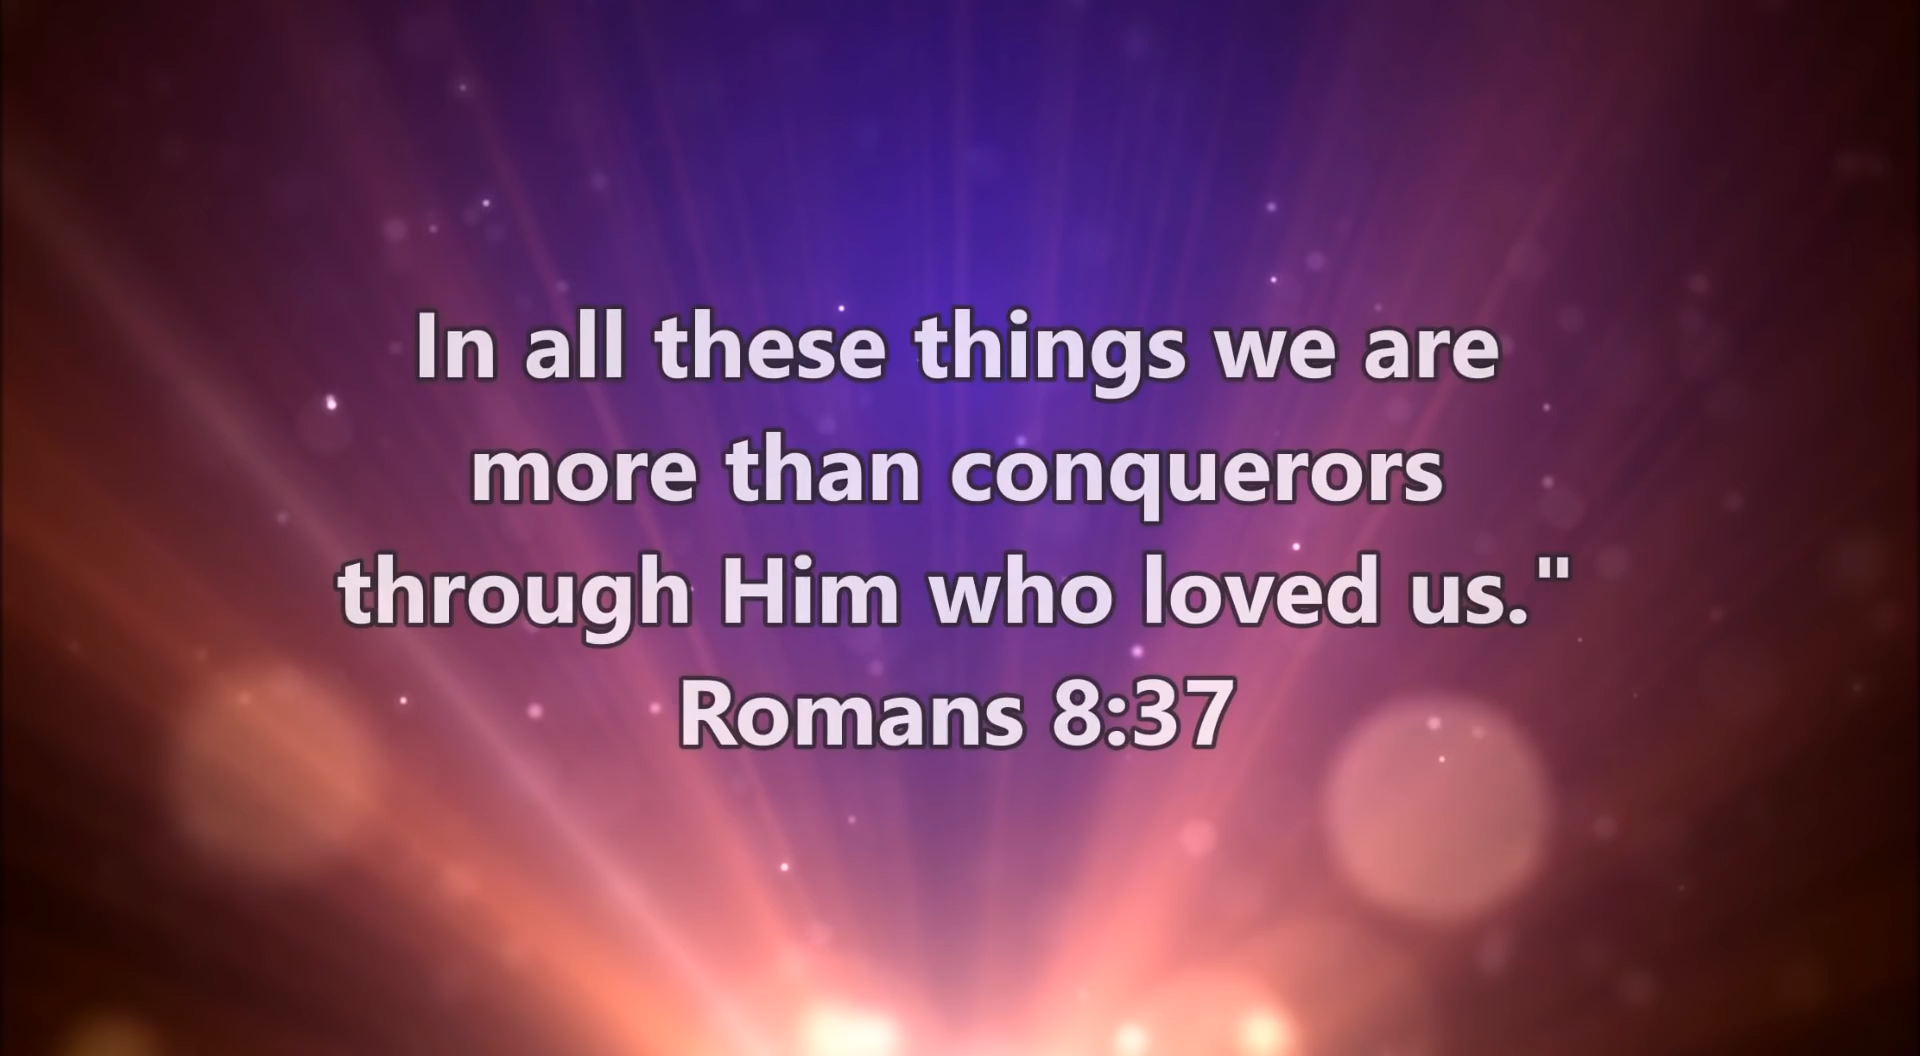 In all these things we are
more than conquerors
through Him who loved us."
Romans 8:37